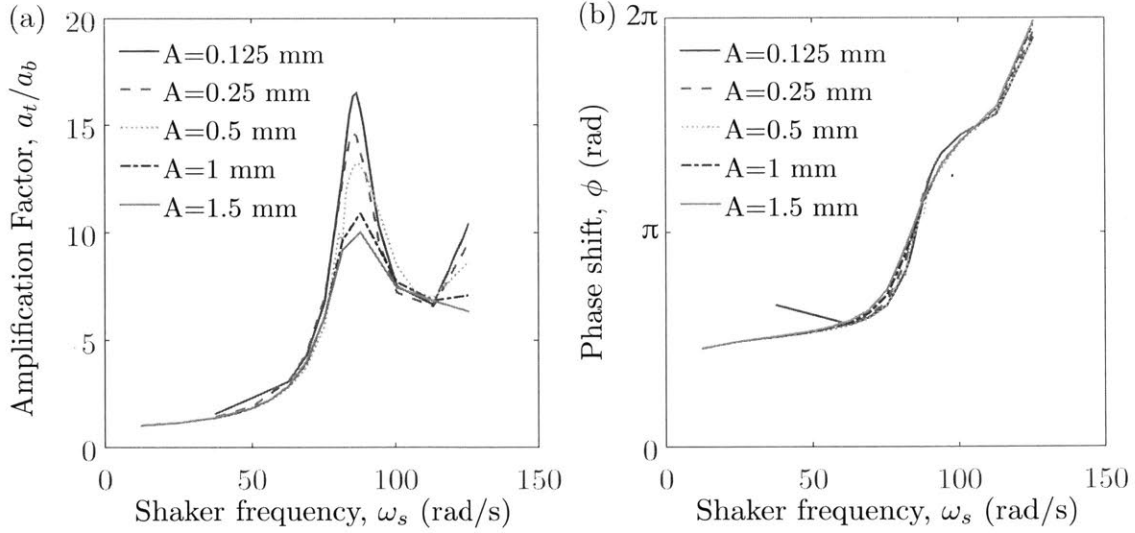 (a)
20
15
10
5
0
A=0.125 mm
A=0.25 mm
A=0.5 mm
A=1 mm
A=1.5 mm
Amplification Factor, a_t/a_b
0 50 100 150
Shaker frequency, ω_s (rad/s)
(b)
2π
π
0
A=0.125 mm
A=0.25 mm
A=0.5 mm
A=1 mm
A=1.5 mm
Phase shift, ϕ (rad)
0 50 100 150
Shaker frequency, ω_s (rad/s)